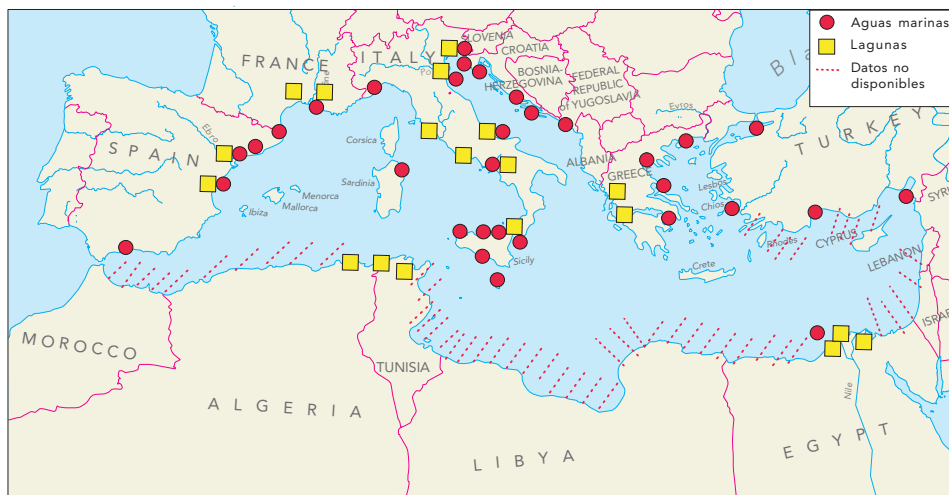 Aguas marinas
Lagunas
Datos no
disponibles
SLOVENIA
FRANCE
ITALY
CROATIA
Po
BOSNIA-
HERZEGOVINA
FEDERAL
REPUBLIC
of YUGOSLAVIA
Evros
Ebro
Corsica
TURKEY
SPAIN
ALBANIA
GREECE
Sardinia
Lesbos
Menorca
Mallorca
Ibiza
Chios
SYR
Rhodes
CYPRUS
Sicily
Crete
LEBANON
ISRA
MOROCCO
TUNISIA
ALGERIA
Nile
LIBYA
EGYPT